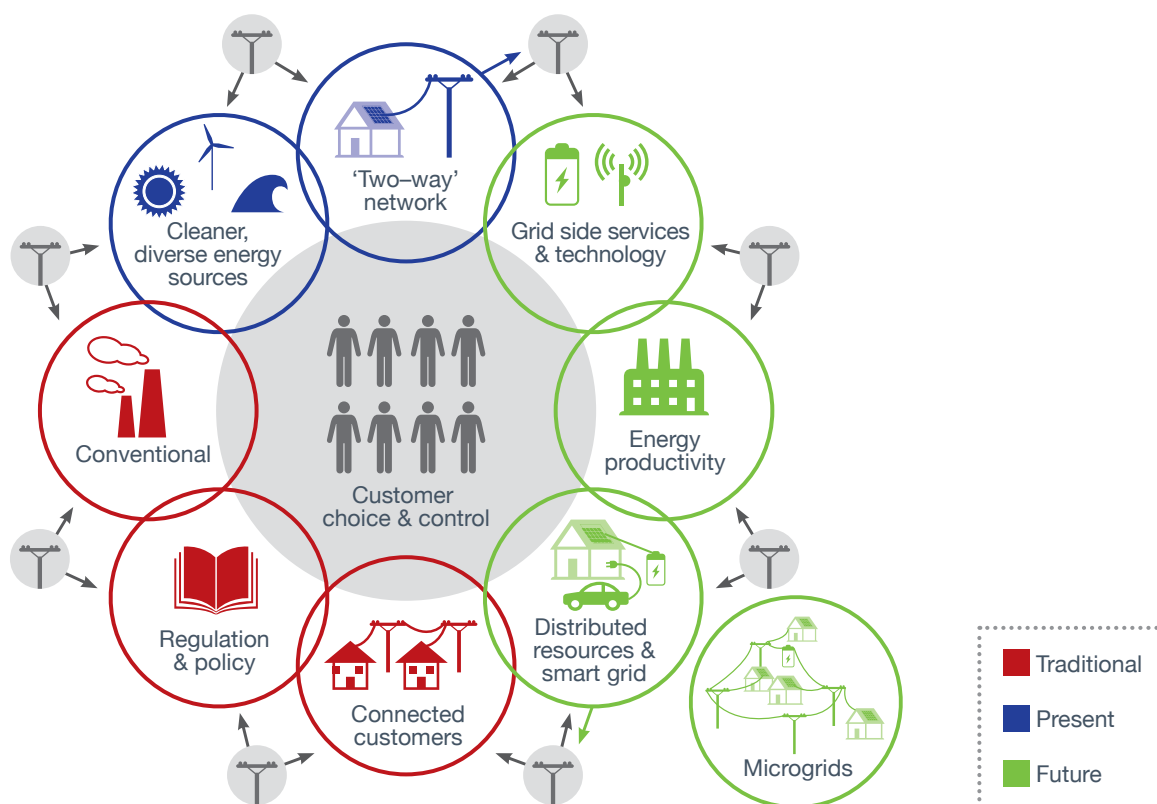 ‘Two–way’
network
Cleaner,
diverse energy
sources
Grid side services
& technology
Conventional
Customer
choice & control
Energy
productivity
Regulation
& policy
Connected
customers
Distributed
resources &
smart grid
Microgrids
Traditional
Present
Future